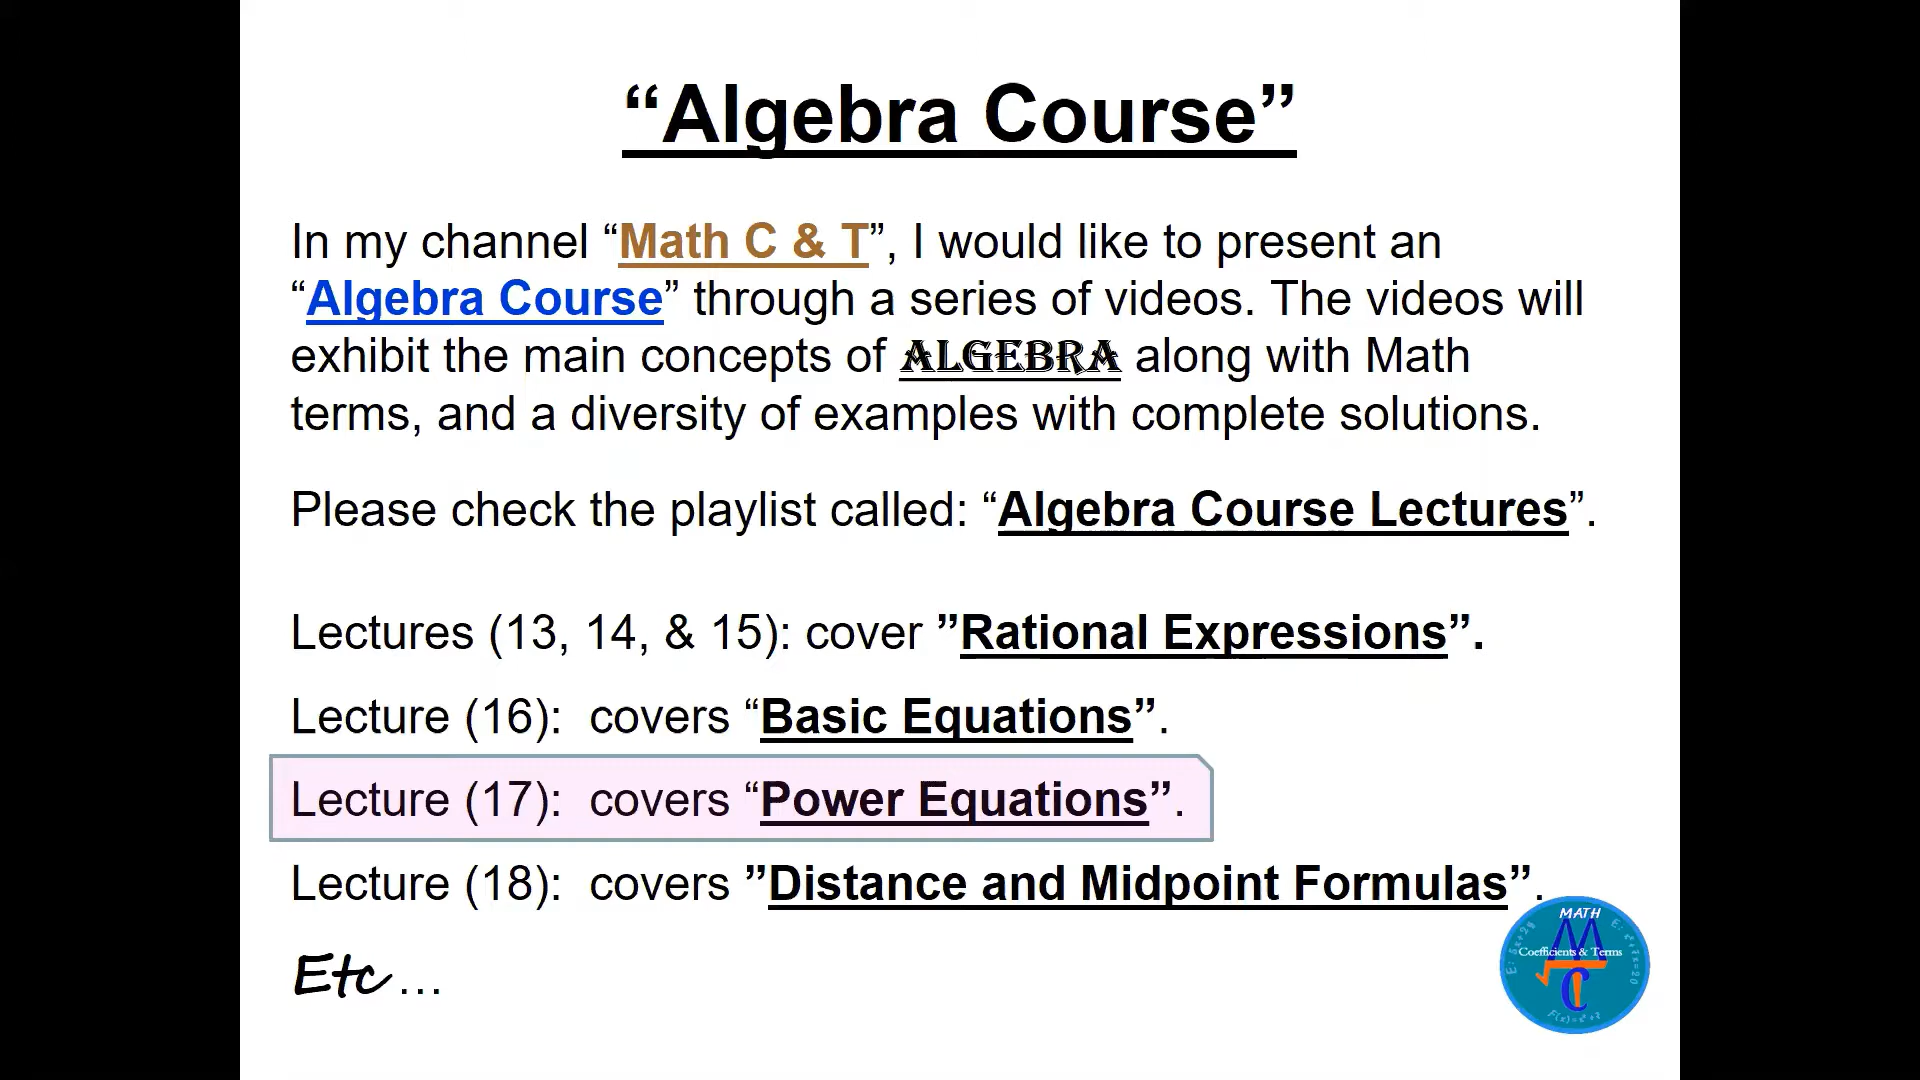 “Algebra Course”
In my channel “Math C & T”, I would like to present an
“Algebra Course” through a series of videos. The videos will
exhibit the main concepts of ALGEBRA along with Math
terms, and a diversity of examples with complete solutions.
Please check the playlist called: “Algebra Course Lectures”.
Lectures (13, 14, & 15): cover ”Rational Expressions”.
Lecture (16): covers “Basic Equations”.
Lecture (17): covers “Power Equations”.
Lecture (18): covers ”Distance and Midpoint Formulas”.
Etc...
MATH
Coefficients & Terms